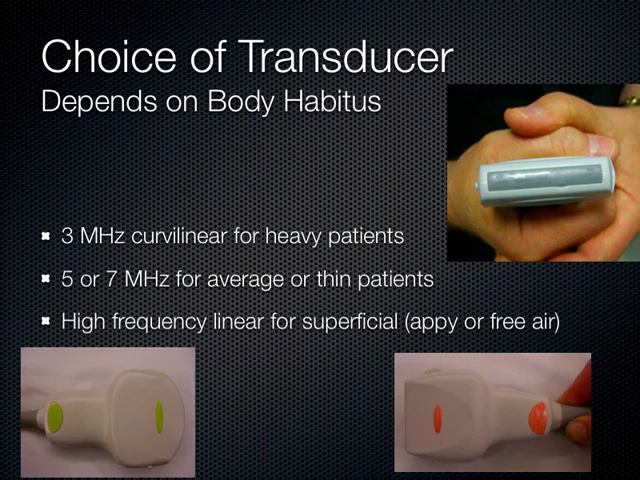 Choice of Transducer
Depends on Body Habitus
3 MHz curvilinear for heavy patients
5 or 7 MHz for average or thin patients
High frequency linear for superficial (appy or free air)